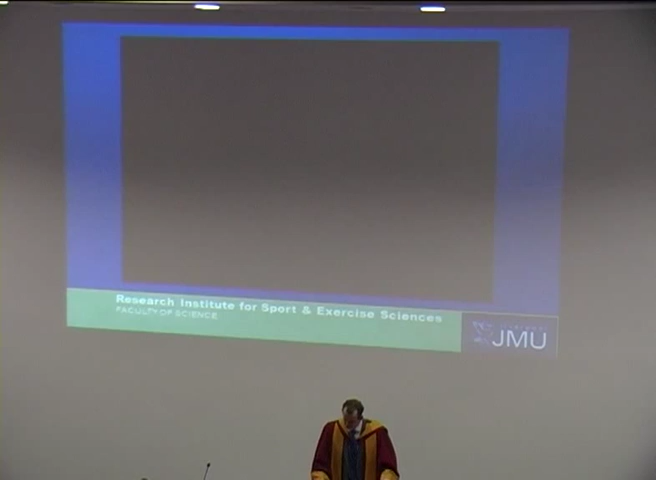 Research Institute for Sport & Exercise Sciences
FACULTY OF SCIENCE
JMU